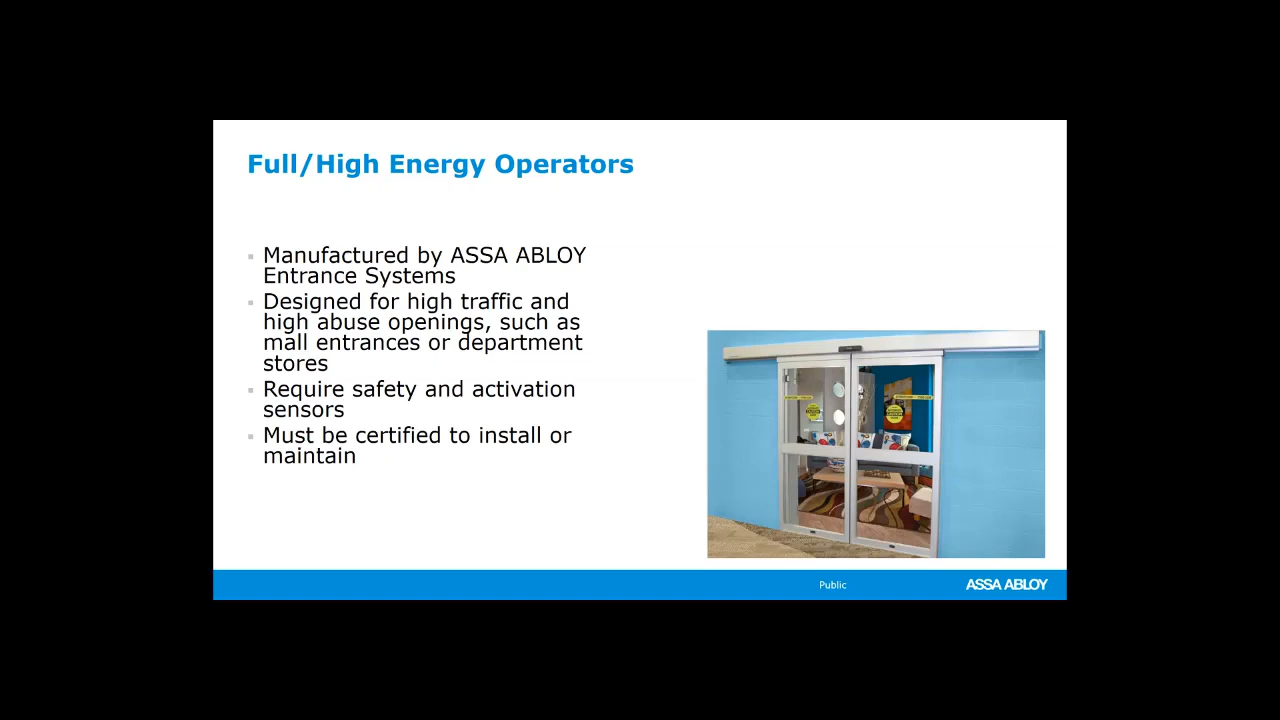 Full/High Energy Operators
Manufactured by ASSA ABLOY
Entrance Systems
Designed for high traffic and
high abuse openings, such as
mall entrances or department
stores
Require safety and activation
sensors
Must be certified to install or
maintain
Public
ASSA ABLOY